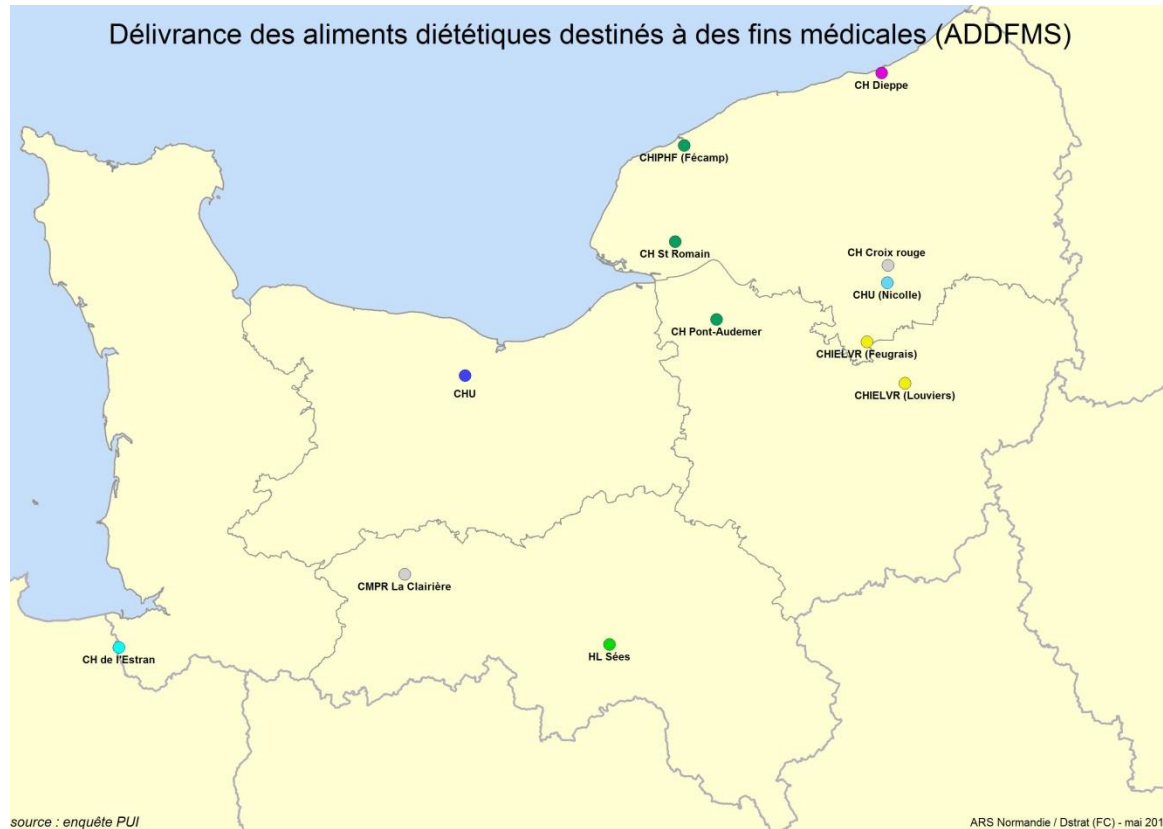 Délivrance des aliments diététiques destinés à des fins médicales (ADDFMS)
CH Dieppe
CHIPHF (Fécamp)
CH St Romain
CH Croix rouge
CHU (Nicolle)
CH Pont-Audemer
CHIELVR (Feugrais)
CHIELVR (Louviers)
CHU
CMPR La Clairière
CH de l'Estran
HL Sées
source : enquête PUI
ARS Normandie / Dstrat (FC) - mai 201